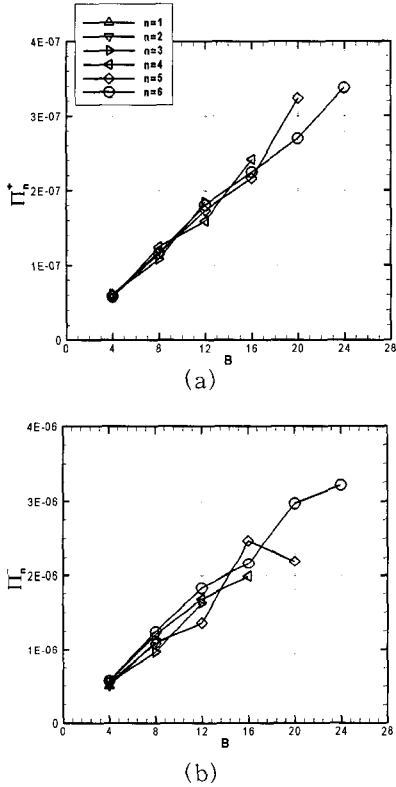 n=1
n=2
n=3
n=4
n=5
n=6
4E-07
3E-07
2E-07
1E-07
0
Π_n^+
0 4 8 12 16 20 24 28
B
(a)
4E-06
3E-06
2E-06
1E-06
0
Π_n^-
0 4 8 12 16 20 24 28
B
(b)